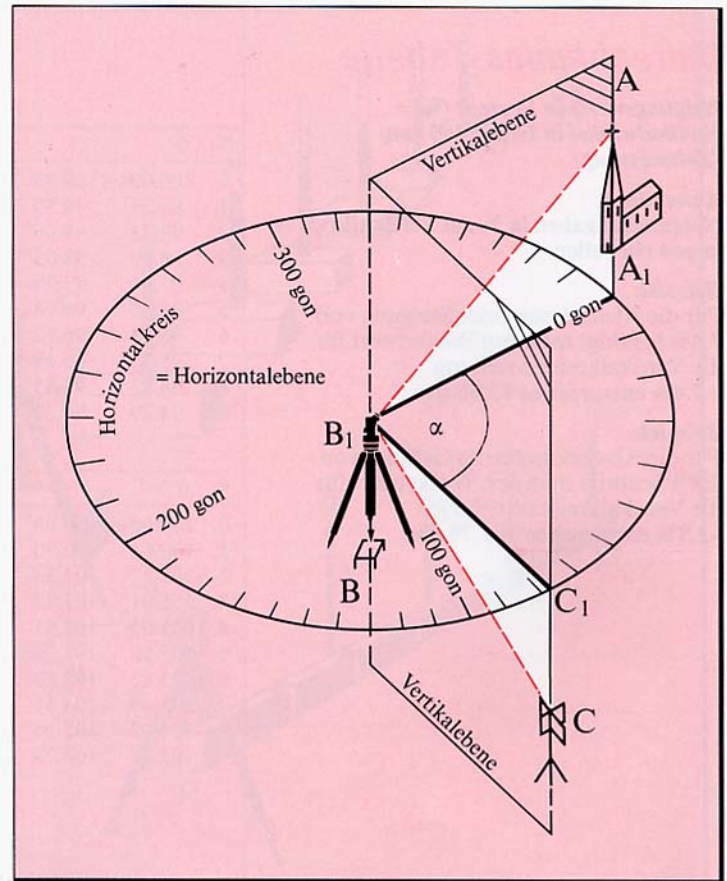 A
Vertikalebene
A1
300 gon
0 gon
Horizontalkreis
= Horizontalebene
B1
α
200 gon
100 gon
B
C1
Vertikalebene
C